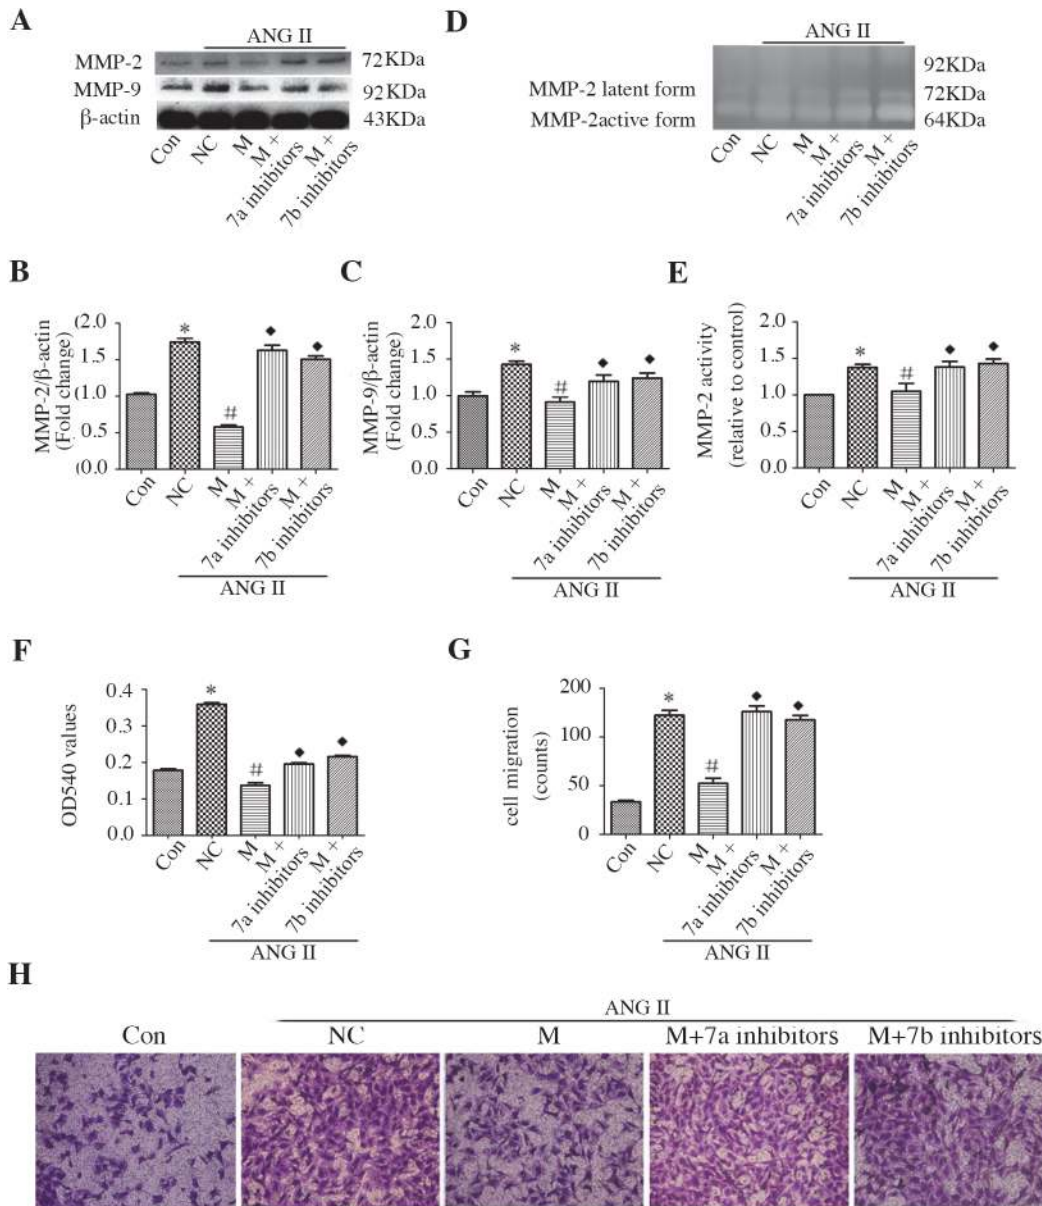 A
ANG II
MMP-2
72KDa
MMP-9
92KDa
β-actin
43KDa
Con
NC
M
M +
7a inhibitors
M +
7b inhibitors
D
ANG II
92KDa
MMP-2 latent form
72KDa
MMP-2active form
64KDa
Con
NC
M
M +
7a inhibitors
M +
7b inhibitors
B
MMP-2/β-actin
(Fold change)
2.0
1.5
1.0
0.5
0.0
*
#
◆
◆
Con
NC
M
M +
7a inhibitors
M +
7b inhibitors
ANG II
C
MMP-9/β-actin
(Fold change)
2.0
1.5
1.0
0.5
0.0
*
#
◆
◆
Con
NC
M
M +
7a inhibitors
M +
7b inhibitors
ANG II
E
MMP-2 activity
(relative to control)
2.0
1.5
1.0
0.5
0.0
*
#
◆
◆
Con
NC
M
M +
7a inhibitors
M +
7b inhibitors
ANG II
F
OD540 values
0.4
0.3
0.2
0.1
0.0
*
#
◆
◆
Con
NC
M
M +
7a inhibitors
M +
7b inhibitors
ANG II
G
cell migration
(counts)
200
100
50
0
*
#
◆
◆
Con
NC
M
M +
7a inhibitors
M +
7b inhibitors
ANG II
H
ANG II
Con
NC
M
M+7a inhibitors
M+7b inhibitors